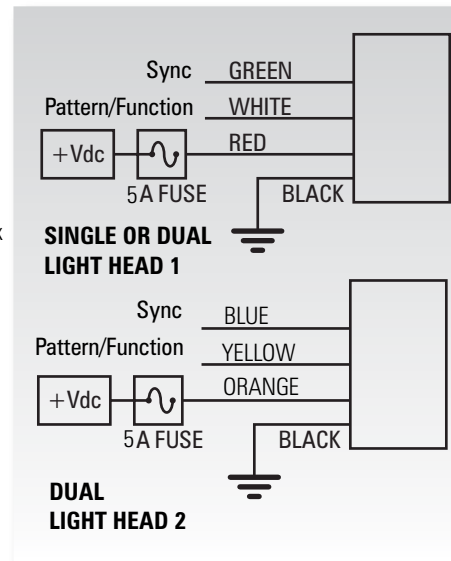 Sync GREEN
Pattern/Function WHITE
+Vdc RED
5A FUSE BLACK
x
SINGLE OR DUAL
LIGHT HEAD 1
Sync BLUE
Pattern/Function YELLOW
+Vdc ORANGE
5A FUSE BLACK
DUAL
LIGHT HEAD 2